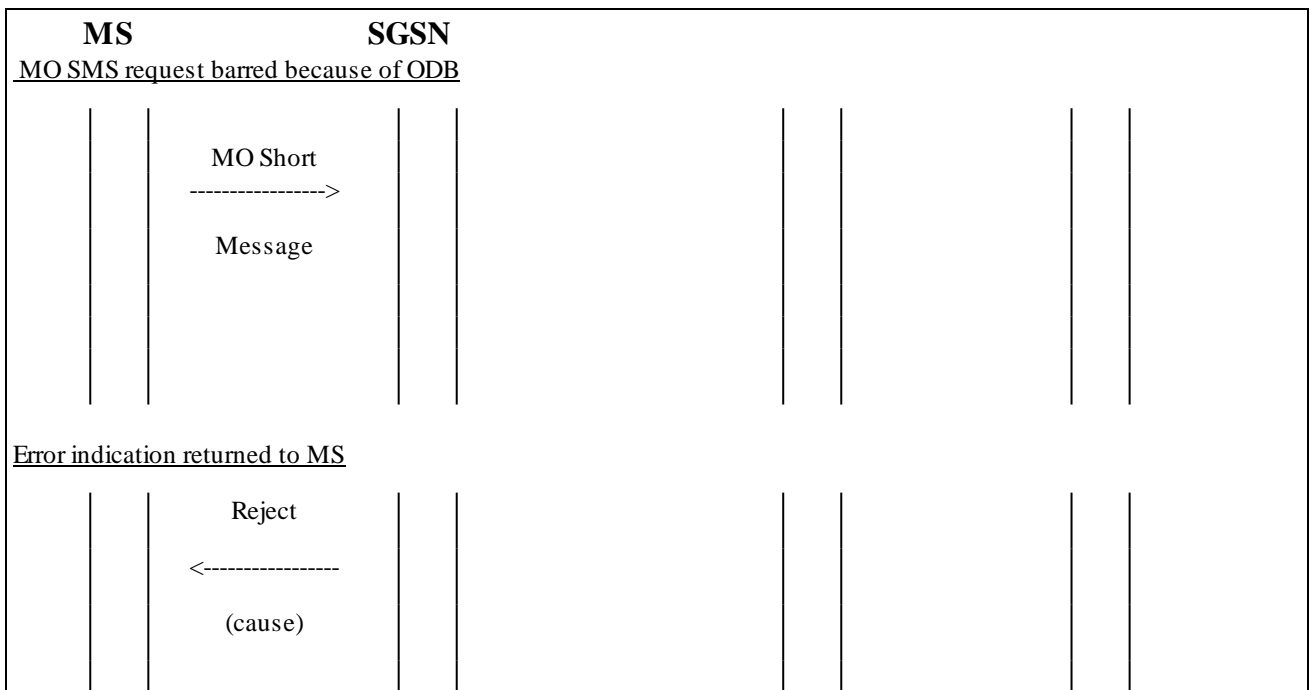 MS SGSN
MO SMS request barred because of ODB
MO Short
----------------->
Message
Error indication returned to MS
Reject
<-----------------
(cause)